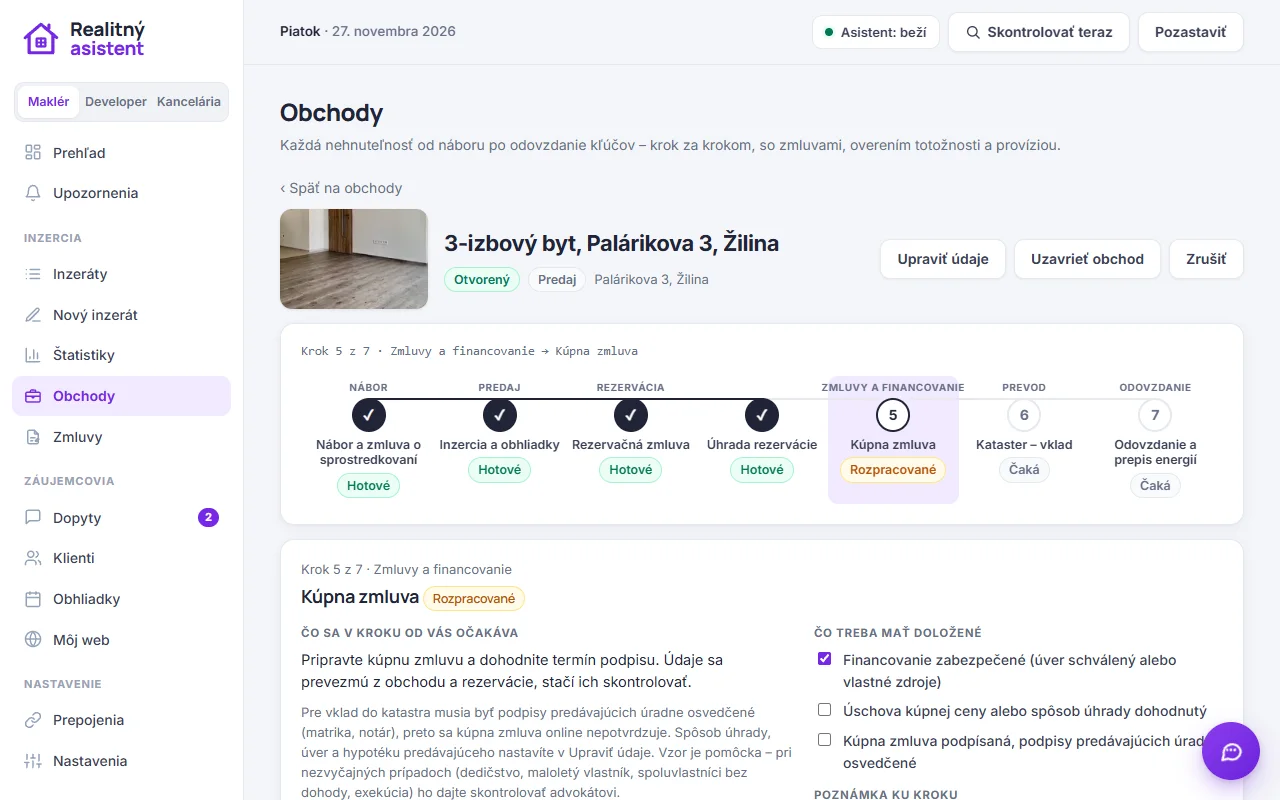 Realitný
asistent
Maklér Developer Kancelária
Prehľad
Upozornenia
INZERCIA
Inzeráty
Nový inzerát
Štatistiky
Obchody
Zmluvy
ZÁUJEMCOVIA
Dopyty 2
Klienti
Obhliadky
Môj web
NASTAVENIE
Prepojenia
Nastavenia
Piatok · 27. novembra 2026
Asistent: beží
Skontrolovať teraz
Pozastaviť
Obchody
Každá nehnuteľnosť od náboru po odovzdanie kľúčov – krok za krokom, so zmluvami, overením totožnosti a províziou.
‹ Späť na obchody
3-izbový byt, Palárikova 3, Žilina
Otvorený Predaj Palárikova 3, Žilina
Upraviť údaje
Uzavrieť obchod
Zrušiť
Krok 5 z 7 · Zmluvy a financovanie → Kúpna zmluva
NÁBOR
Nábor a zmluva o
sprostredkovaní
Hotové
PREDAJ
Inzercia a obhliadky
Hotové
REZERVÁCIA
Rezervačná zmluva
Hotové
Úhrada rezervácie
Hotové
ZMLUVY A FINANCOVANIE
5
Kúpna zmluva
Rozpracované
PREVOD
6
Kataster – vklad
Čaká
ODOVZDANIE
7
Odovzdanie a
prepis energií
Čaká
Krok 5 z 7 · Zmluvy a financovanie
Kúpna zmluva Rozpracované
ČO SA V KROKU OD VÁS OČAKÁVA
Pripravte kúpnu zmluvu a dohodnite termín podpisu. Údaje sa
prevezmú z obchodu a rezervácie, stačí ich skontrolovať.
Pre vklad do katastra musia byť podpisy predávajúcich úradne osvedčené
(matrika, notár), preto sa kúpna zmluva online nepotvrdzuje. Spôsob úhrady,
úver a hypotéku predávajúceho nastavíte v Upraviť údaje. Vzor je pomôcka – pri
nezvyčajných prípadoch (dedičstvo, maloletý vlastník, spoluvlastníci bez
dohody, exekúcia) ho dajte skontrolovať advokátovi.
ČO TREBA MAŤ DOLOŽENÉ
Financovanie zabezpečené (úver schválený alebo
vlastné zdroje)
Úschova kúpnej ceny alebo spôsob úhrady dohodnutý
Kúpna zmluva podpísaná, podpisy predávajúcich úrad
osvedčené
POZNÁMKA KU KROKU